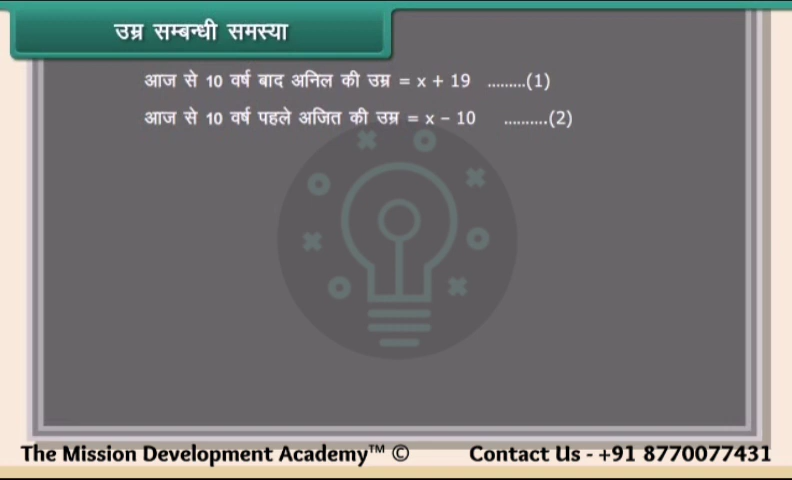 उम्र सम्बन्धी समस्या
आज से 10 वर्ष बाद अनिल की उम्र = x + 19 .........(1)
आज से 10 वर्ष पहले अजित की उम्र = x – 10 ..........(2)
The Mission Development Academy™ © Contact Us - +91 8770077431